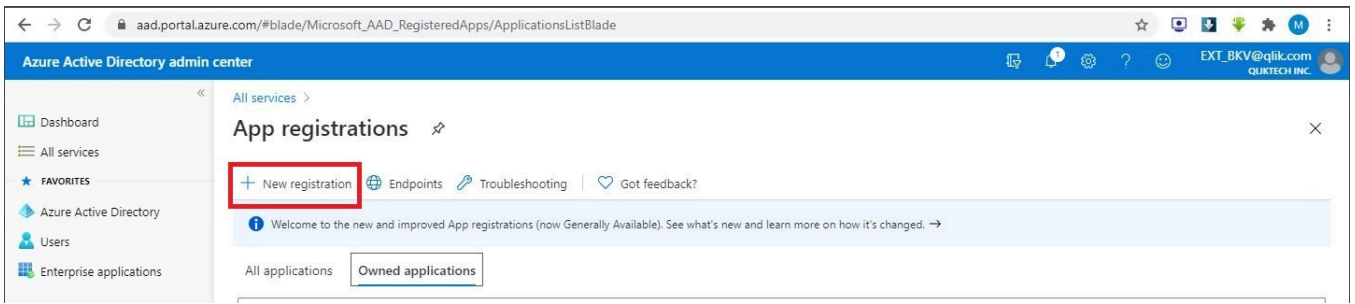 aad.portal.azure.com/#blade/Microsoft_AAD_RegisteredApps/ApplicationsListBlade
M
Azure Active Directory admin center
1
?
EXT_BKV@qlik.com
QLIKTECH INC.
«
Dashboard
All services
FAVORITES
Azure Active Directory
Users
Enterprise applications
All services >
App registrations
New registration Endpoints Troubleshooting Got feedback?
Welcome to the new and improved App registrations (now Generally Available). See what's new and learn more on how it's changed. →
All applications Owned applications